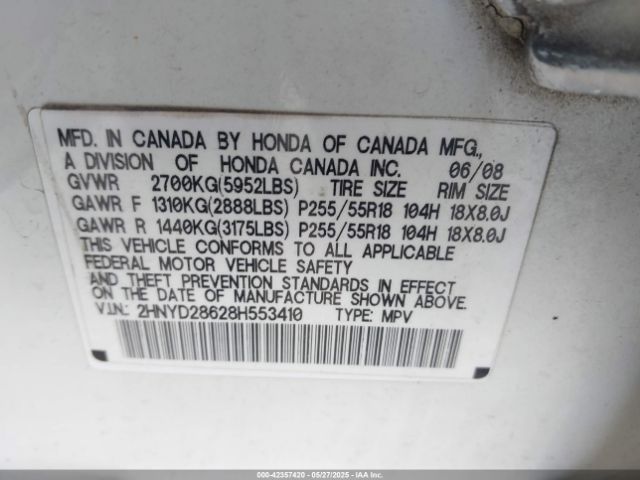 MFD. IN CANADA BY HONDA OF CANADA MFG.,
A DIVISION OF HONDA CANADA INC. 06/08
GVWR 2700KG(5952LBS) TIRE SIZE RIM SIZE
GAWR F 1310KG(2888LBS) P255/55R18 104H 18X8.0J
GAWR R 1440KG(3175LBS) P255/55R18 104H 18X8.0J
THIS VEHICLE CONFORMS TO ALL APPLICABLE
FEDERAL MOTOR VEHICLE SAFETY
AND THEFT PREVENTION STANDARDS IN EFFECT
ON THE DATE OF MANUFACTURE SHOWN ABOVE.
V.I.N.: 2HNYD28628H553410 TYPE: MPV
000-42357420 - 05/27/2025 - IAAI Copyright